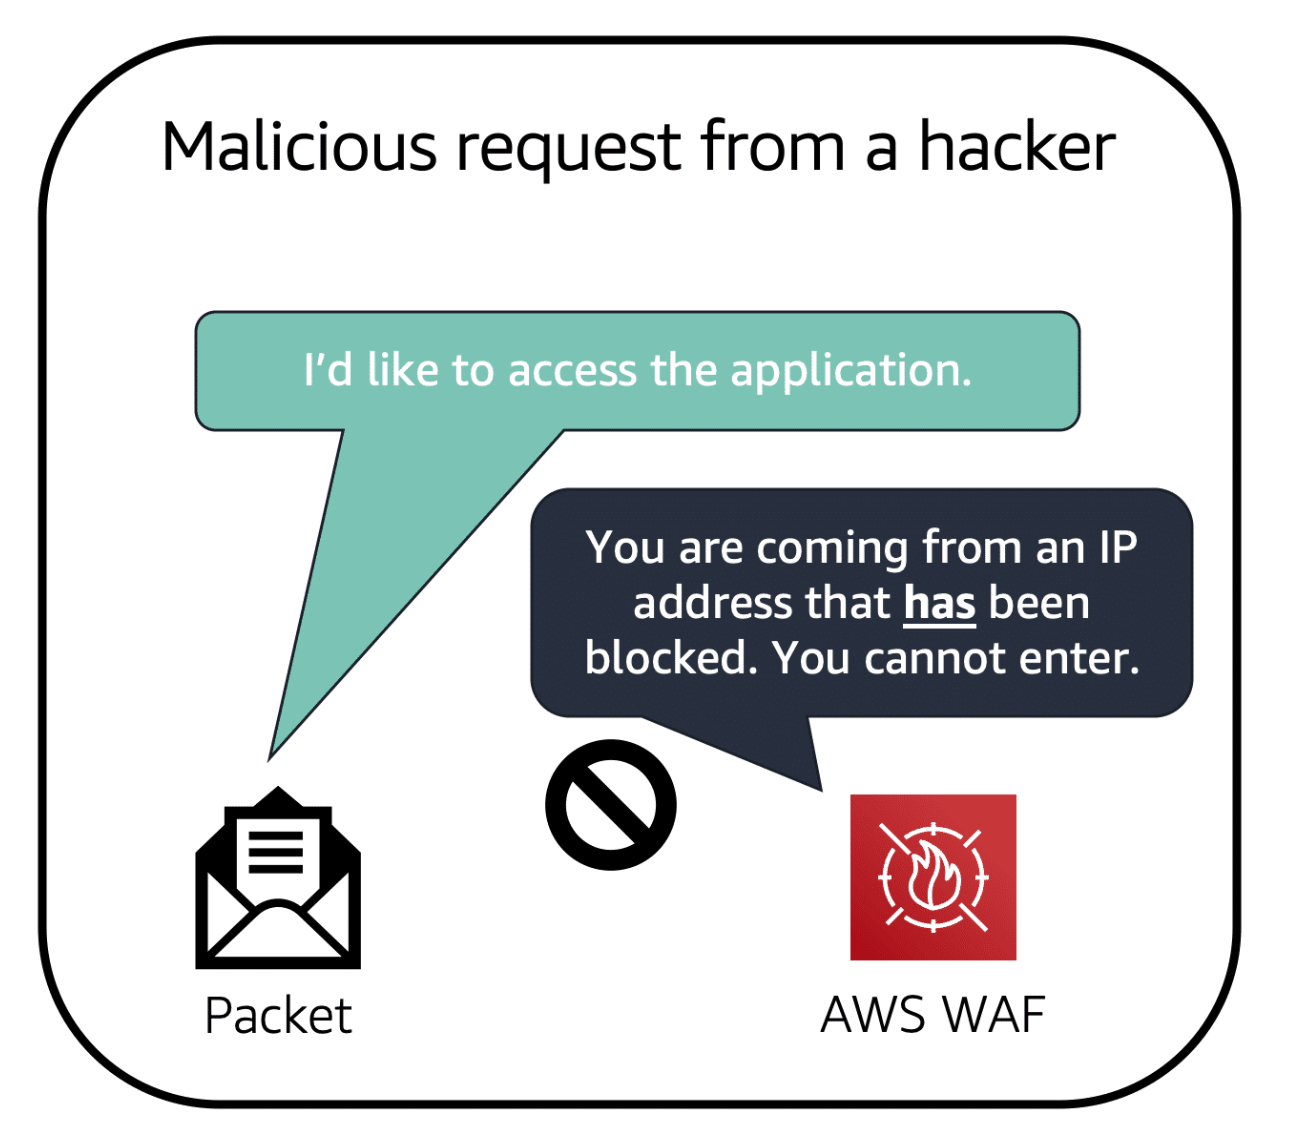 Malicious request from a hacker
I’d like to access the application.
You are coming from an IP
address that has been
blocked. You cannot enter.
Packet
AWS WAF